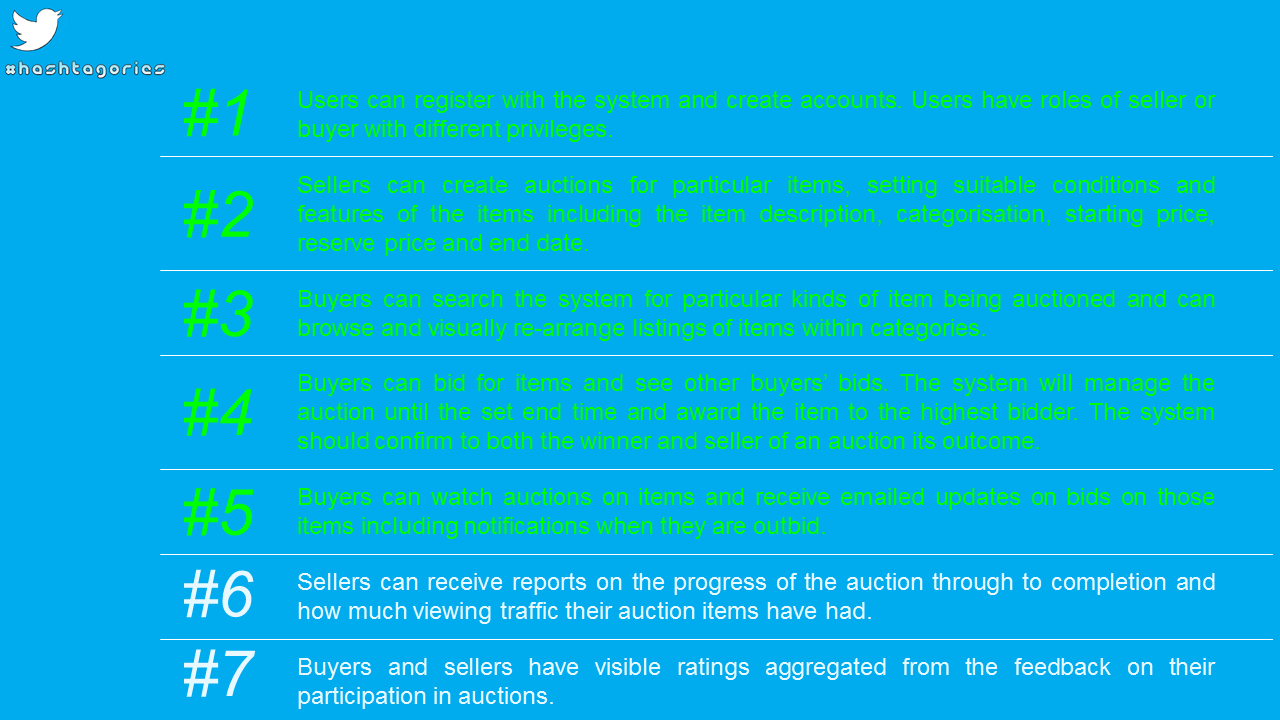 #hashtagories
#1
Users can register with the system and create accounts. Users have roles of seller or
buyer with different privileges.
#2
Sellers can create auctions for particular items, setting suitable conditions and
features of the items including the item description, categorisation, starting price,
reserve price and end date.
#3
Buyers can search the system for particular kinds of item being auctioned and can
browse and visually re-arrange listings of items within categories.
#4
Buyers can bid for items and see other buyers' bids. The system will manage the
auction until the set end time and award the item to the highest bidder. The system
should confirm to both the winner and seller of an auction its outcome.
#5
Buyers can watch auctions on items and receive emailed updates on bids on those
items including notifications when they are outbid.
#6
Sellers can receive reports on the progress of the auction through to completion and
how much viewing traffic their auction items have had.
#7
Buyers and sellers have visible ratings aggregated from the feedback on their
participation in auctions.